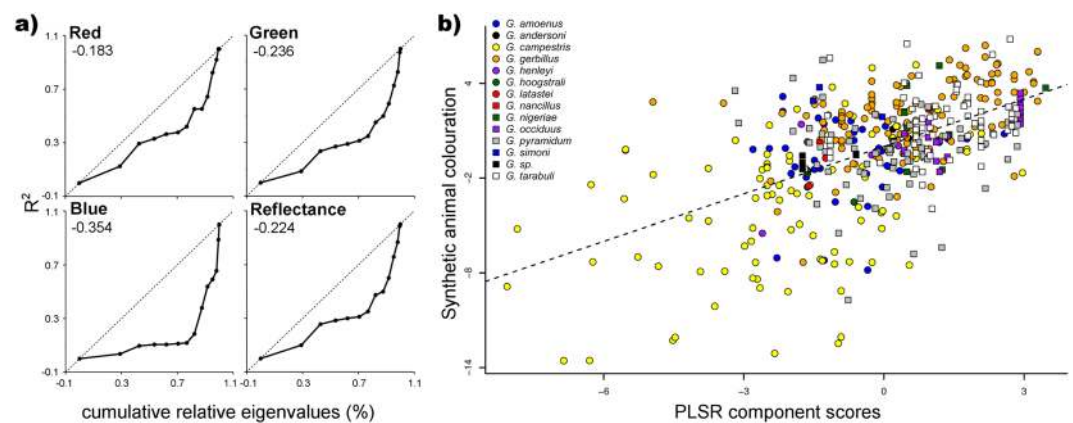 a)
Red
-0.183
Green
-0.236
Blue
-0.354
Reflectance
-0.224
1.1
0.7
0.3
-0.1
1.1
0.7
0.3
-0.1
R²
-0.1 0.3 0.7 1.1
-0.1 0.3 0.7 1.1
cumulative relative eigenvalues (%)
b)
G. amoenus
G. andersoni
G. campestris
G. gerbillus
G. henleyi
G. hoogstrali
G. latastei
G. nancillus
G. nigeriae
G. occiduus
G. pyramidum
G. simoni
G. sp.
G. tarabuli
Synthetic animal colouration
4
-2
-8
-14
-6 -3 0 3
PLSR component scores